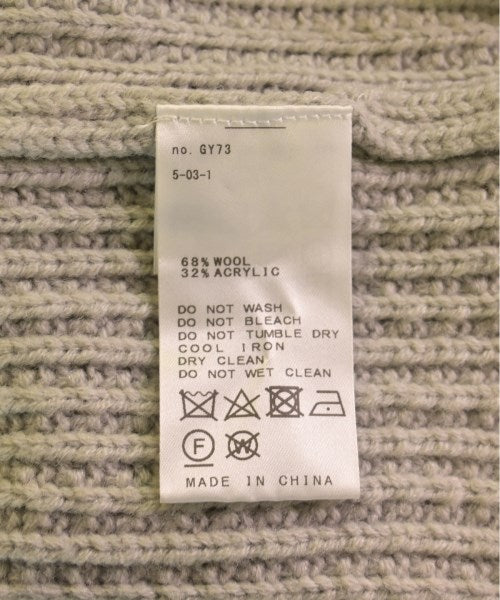 no. GY73
5-03-1
68% WOOL
32% ACRYLIC
DO NOT WASH
DO NOT BLEACH
DO NOT TUMBLE DRY
COOL IRON
DRY CLEAN
DO NOT WET CLEAN
F
W
MADE IN CHINA